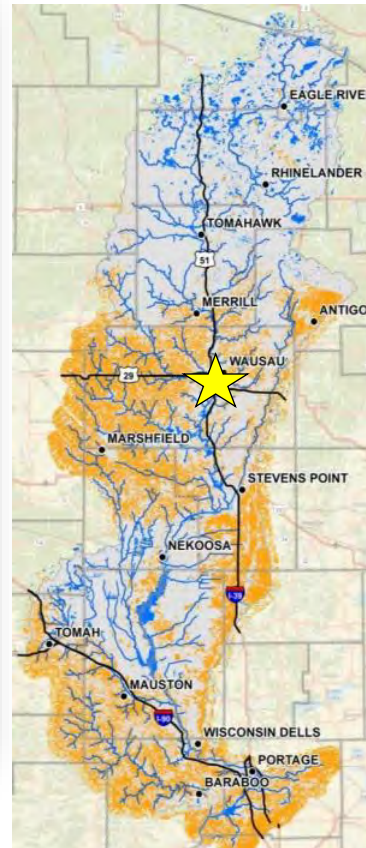 EAGLE RIVE
RHINELANDER
TOMAHAWK
51
MERRILL
ANTIGO
WAUSAU
29
MARSHFIELD
STEVENS POINT
NEKOOSA
I-39
TOMAH
MAUSTON
I-90
WISCONSIN DELLS
PORTAGE
BARABOO